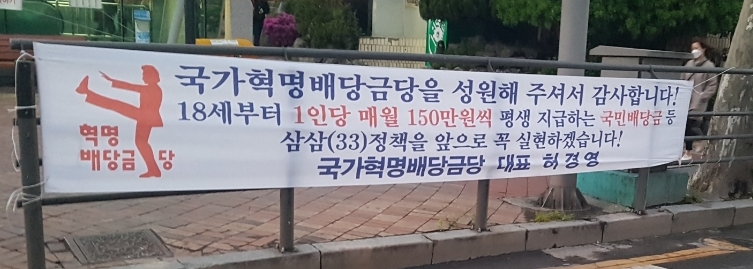 국가혁명배당금당을 성원해 주셔서 감사합니다!
18세부터 1인당 매월 150만원씩 평생 지급하는 국민배당금 등
삼삼(33)정책을 앞으로 꼭 실현하겠습니다!
국가혁명배당금당 대표 허경영
혁명
배당금당